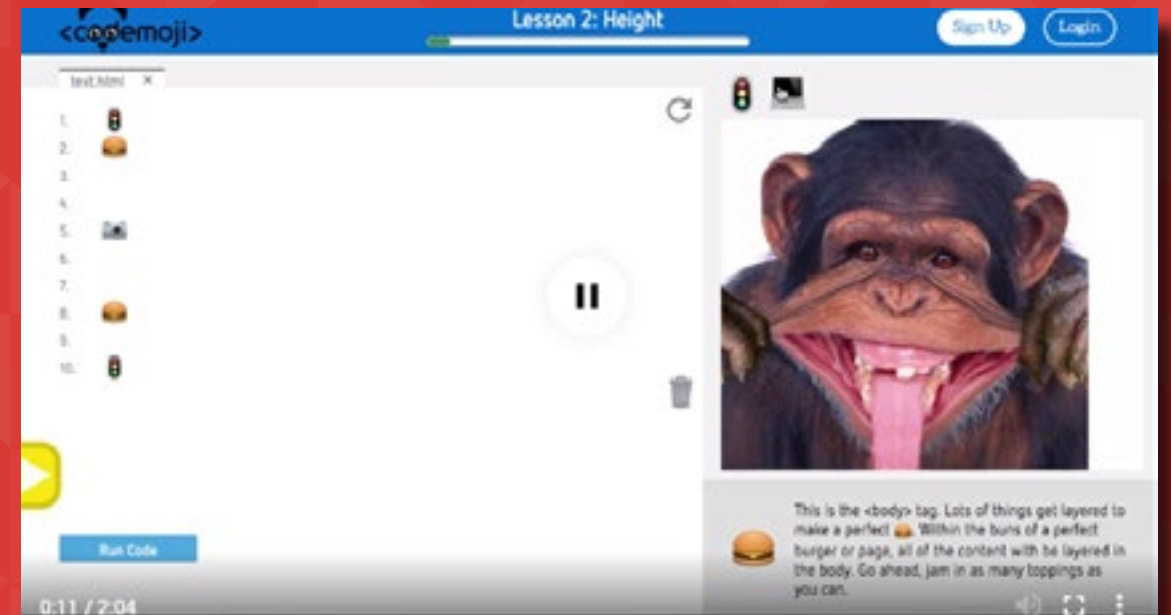 <codemoji>
Lesson 2: Height
Sign Up
Login
test.html ×
1.
2.
3.
4.
5.
6.
7.
8.
9.
10.
Run Code
This is the <body> tag. Lots of things get layered to
make a perfect 🍔. Within the buns of a perfect
burger or page, all of the content with be layered in
the body. Go ahead, jam in as many toppings as
you can.
0:11 / 2:04